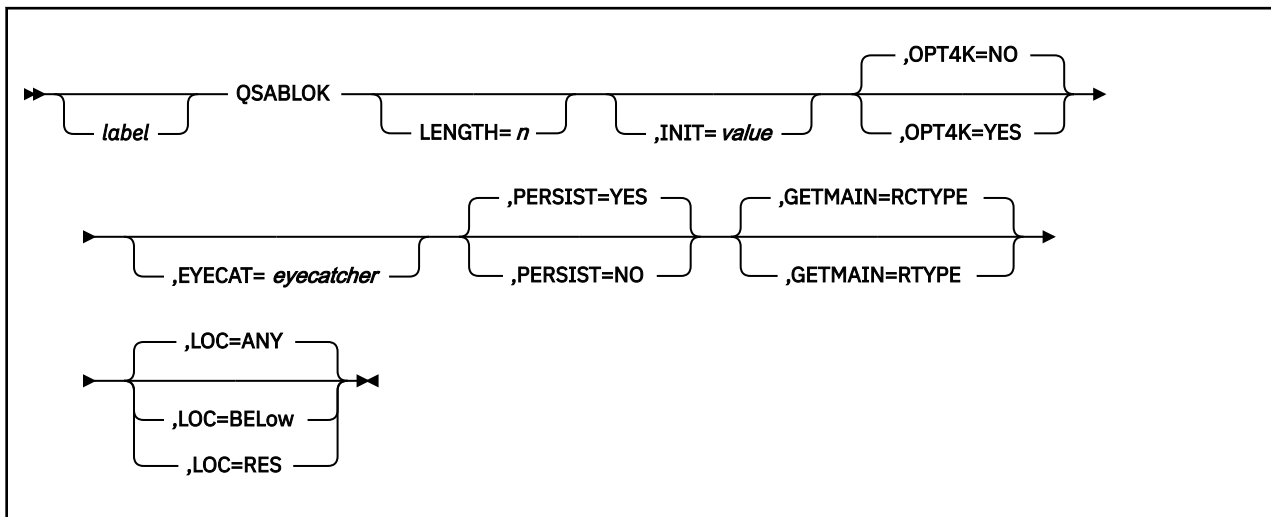 ,OPT4K=NO
QSABLOK
label
LENGTH= n
,INIT= value
,OPT4K=YES
,PERSIST=YES
,GETMAIN=RCTYPE
,EYECAT= eyecatcher
,PERSIST=NO
,GETMAIN=RTYPE
,LOC=ANY
,LOC=BELow
,LOC=RES